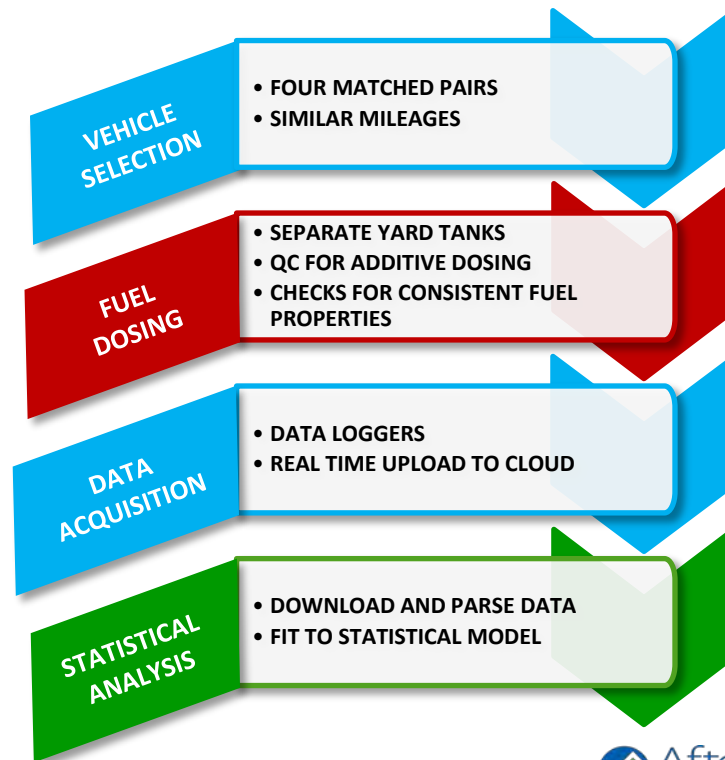 VEHICLE
SELECTION
• FOUR MATCHED PAIRS
• SIMILAR MILEAGES
FUEL
DOSING
• SEPARATE YARD TANKS
• QC FOR ADDITIVE DOSING
• CHECKS FOR CONSISTENT FUEL
PROPERTIES
DATA
ACQUISITION
• DATA LOGGERS
• REAL TIME UPLOAD TO CLOUD
STATISTICAL
ANALYSIS
• DOWNLOAD AND PARSE DATA
• FIT TO STATISTICAL MODEL